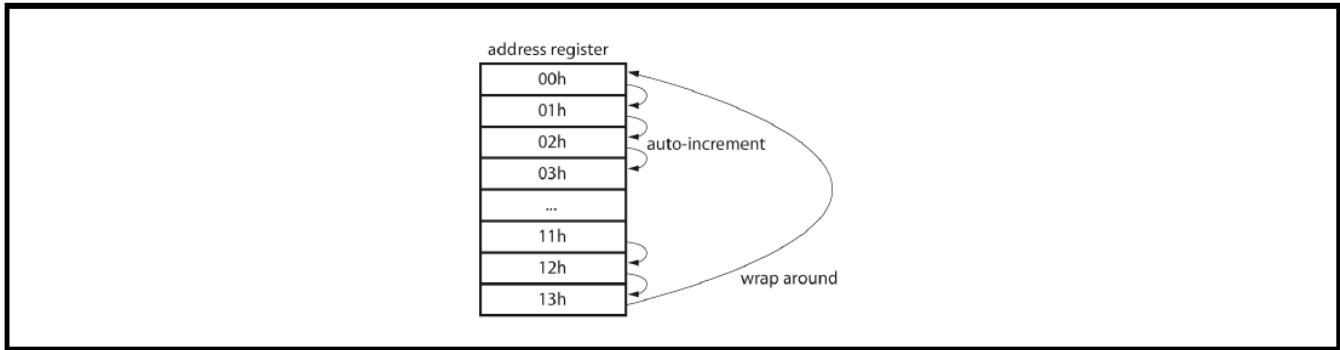 address register
00h
01h
02h
auto-increment
03h
...
11h
12h
wrap around
13h